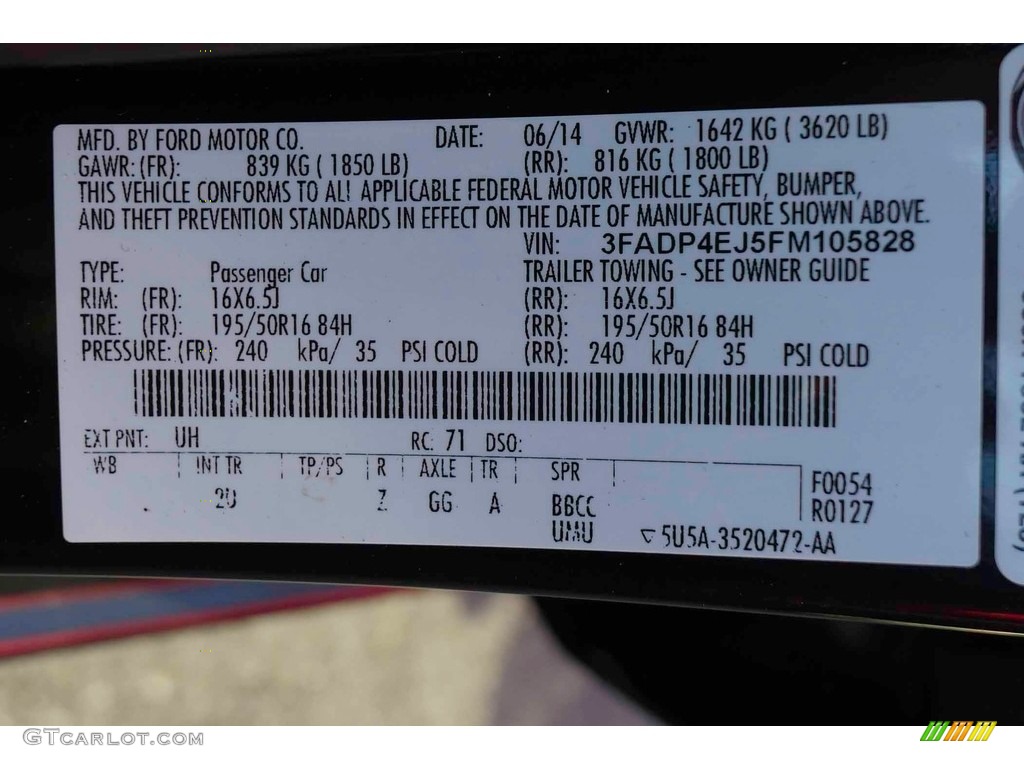 MFD. BY FORD MOTOR CO. DATE: 06/14 GVWR: 1642 KG ( 3620 LB)
GAWR: (FR): 839 KG ( 1850 LB) (RR): 816 KG ( 1800 LB)
THIS VEHICLE CONFORMS TO ALL APPLICABLE FEDERAL MOTOR VEHICLE SAFETY, BUMPER,
AND THEFT PREVENTION STANDARDS IN EFFECT ON THE DATE OF MANUFACTURE SHOWN ABOVE.
VIN: 3FADP4EJ5FM105828
TYPE: Passenger Car TRAILER TOWING - SEE OWNER GUIDE
RIM: (FR): 16X6.5J (RR): 16X6.5J
TIRE: (FR): 195/50R16 84H (RR): 195/50R16 84H
PRESSURE: (FR): 240 kPa/ 35 PSI COLD (RR): 240 kPa/ 35 PSI COLD
EXT PNT: UH RC: 71 DSO:
WB INT TR TP/PS R AXLE TR SPR F0054
2U Z GG A BBCC R0127
UMU 5U5A-3520472-AA
GTCARLOT.COM